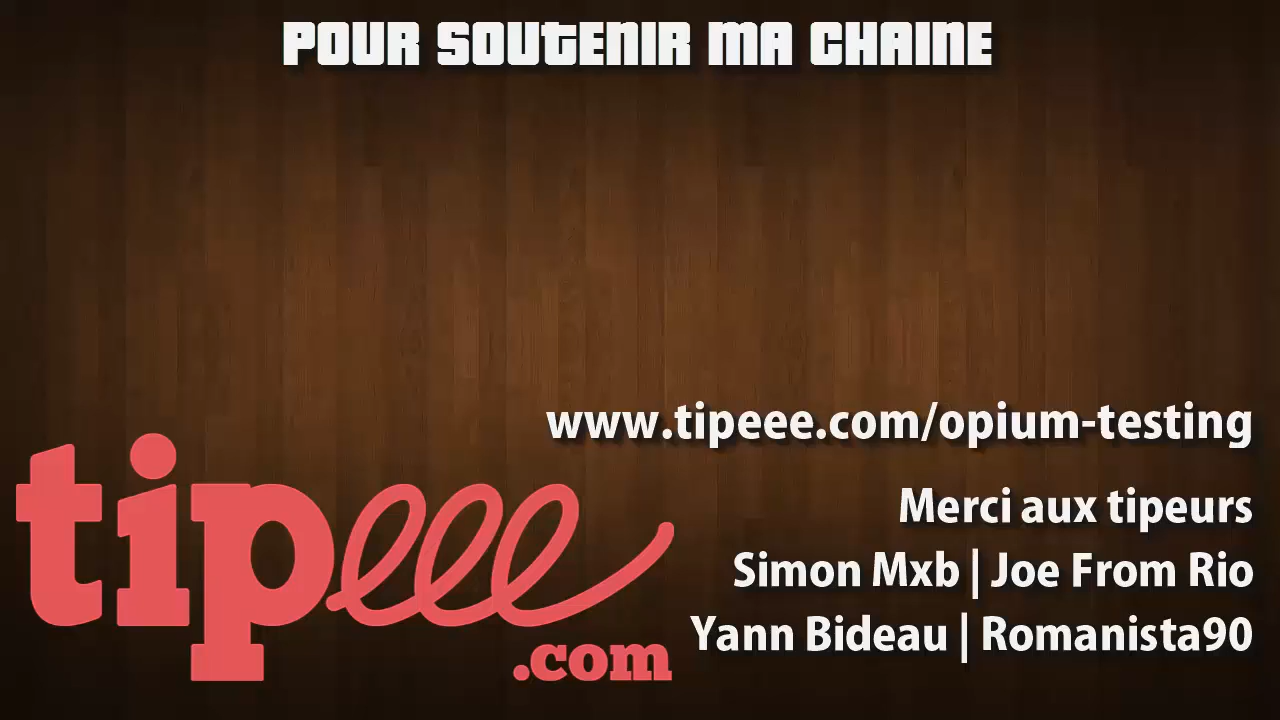 POUR SOUTENIR MA CHAINE
www.tipeee.com/opium-testing
Merci aux tipeurs
Simon Mxb | Joe From Rio
Yann Bideau | Romanista90
tipeee
.com